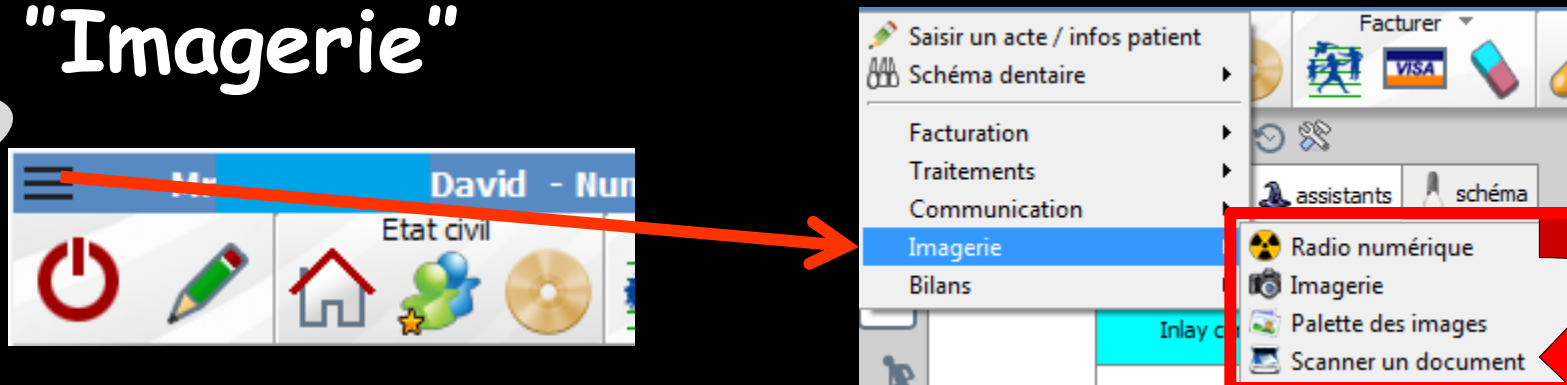 "Imagerie"
David - Nun
Etat civil
Saisir un acte / infos patient
Schéma dentaire
Facturation
Traitements
Communication
Imagerie
Bilans
Facturer
VISA
assistants
schéma
Radio numérique
Imagerie
Palette des images
Scanner un document
Inlay